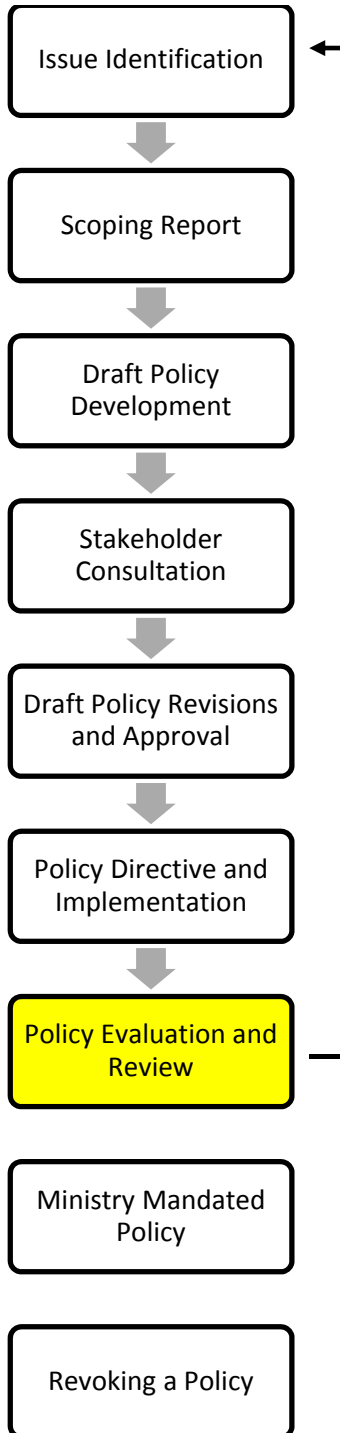 Issue Identification
Scoping Report
Draft Policy
Development
Stakeholder
Consultation
Draft Policy Revisions
and Approval
Policy Directive and
Implementation
Policy Evaluation and
Review
Ministry Mandated
Policy
Revoking a Policy